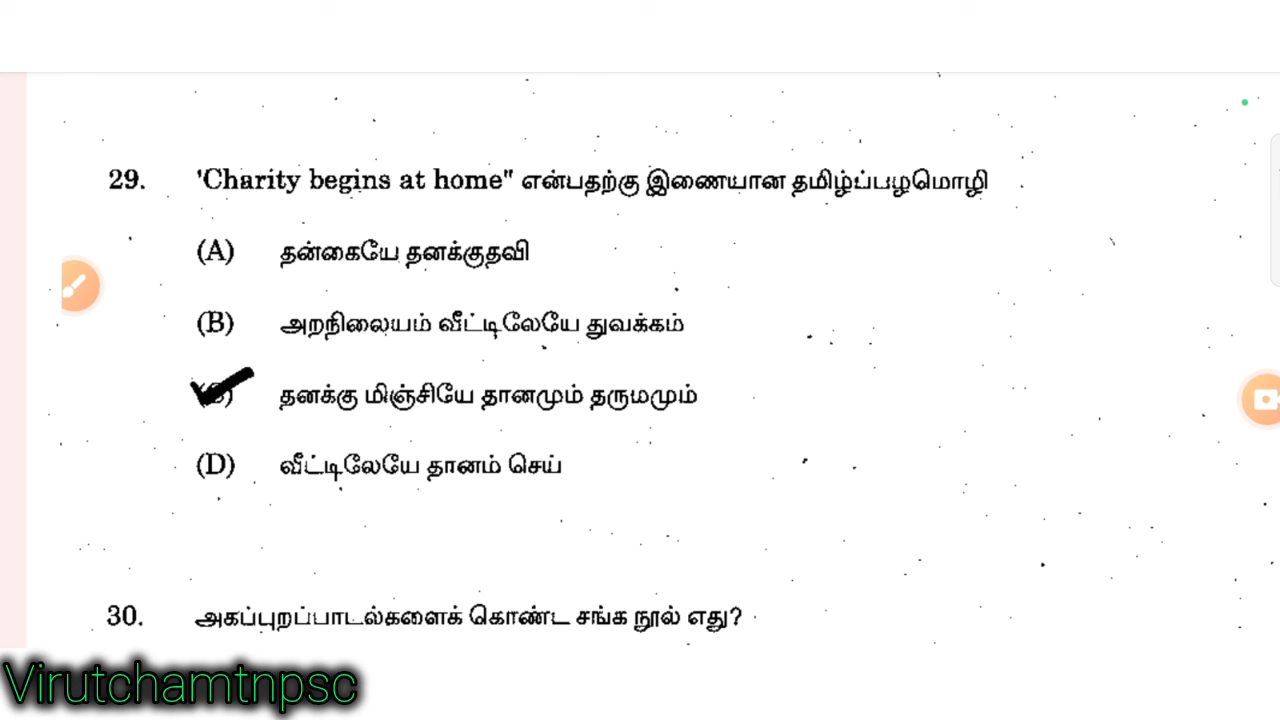 29. 'Charity begins at home" என்பதற்கு இணையான தமிழ்ப்பழமொழி
(A) தன்கையே தனக்குதவி
(B) அறநிலையம் வீட்டிலேயே துவக்கம்
(C) தனக்கு மிஞ்சியே தானமும் தருமமும்
(D) வீட்டிலேயே தானம் செய்
30. அகப்புறப்பாடல்களைக் கொண்ட சங்க நூல் எது?
Virutchamtnpsc